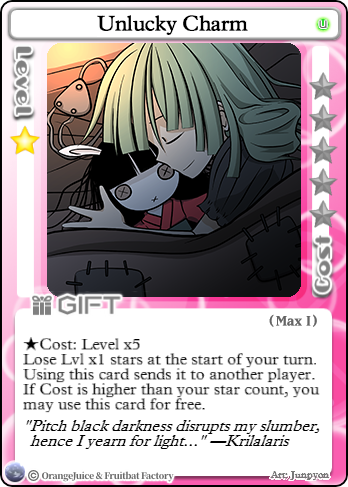 Unlucky Charm
U
Level
Cost
GIFT
(Max 1)
★Cost: Level x5
Lose Lvl x1 stars at the start of your turn.
Using this card sends it to another player.
If Cost is higher than your star count, you
may use this card for free.
"Pitch black darkness disrupts my slumber,
hence I yearn for light…" —Krilalaris
© OrangeJuice & Fruitbat Factory
Art: Junpyon